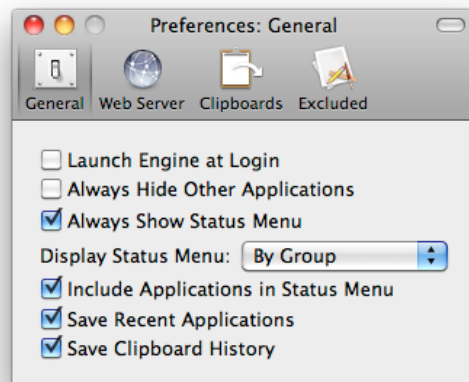 Preferences: General
General Web Server Clipboards Excluded
Launch Engine at Login
Always Hide Other Applications
Always Show Status Menu
Display Status Menu: By Group
Include Applications in Status Menu
Save Recent Applications
Save Clipboard History